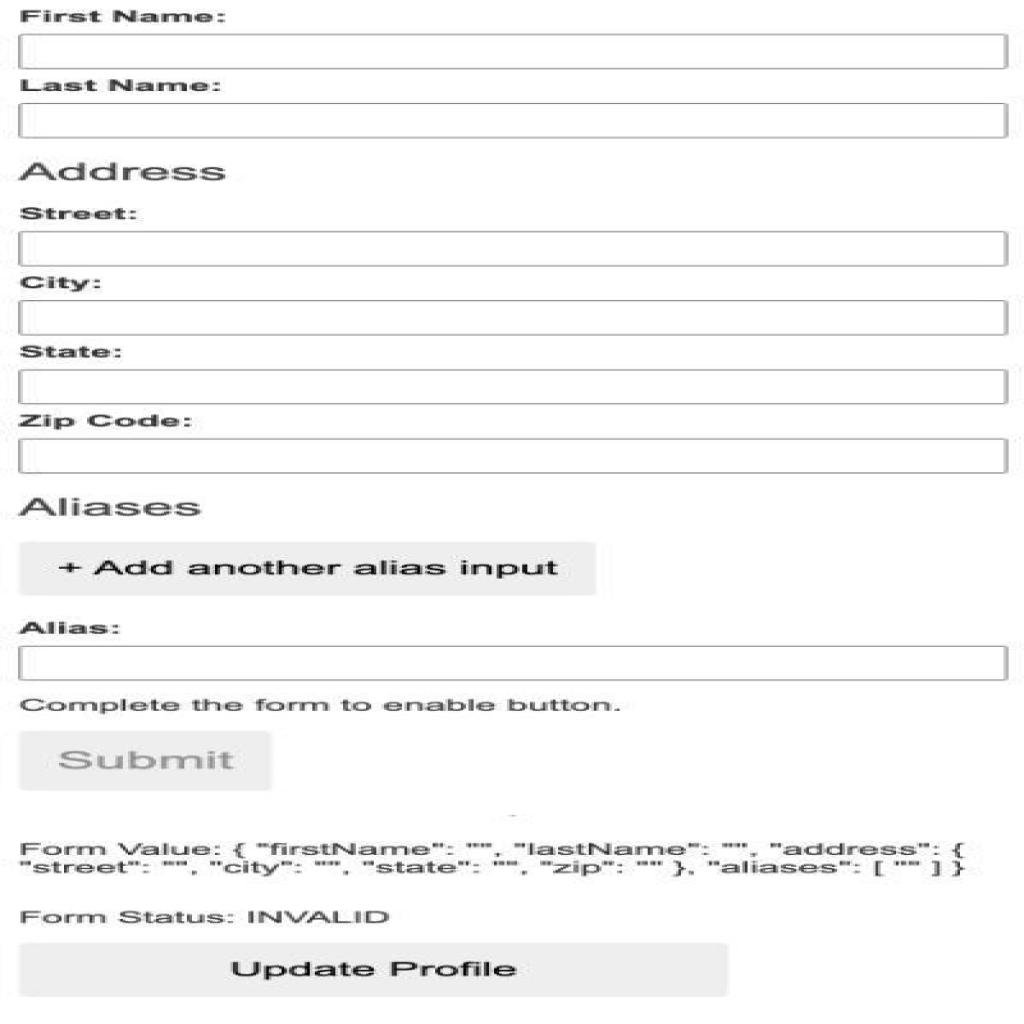 First Name:
Last Name:
Address
Street:
City:
State:
Zip Code:
Aliases
+ Add another alias input
Alias:
Complete the form to enable button.
Submit
Form Value: { "firstName": "", "lastName": "", "address": {
"street": "", "city": "", "state": "", "zip": "" }, "aliases": [ "" ] }
Form Status: INVALID
Update Profile